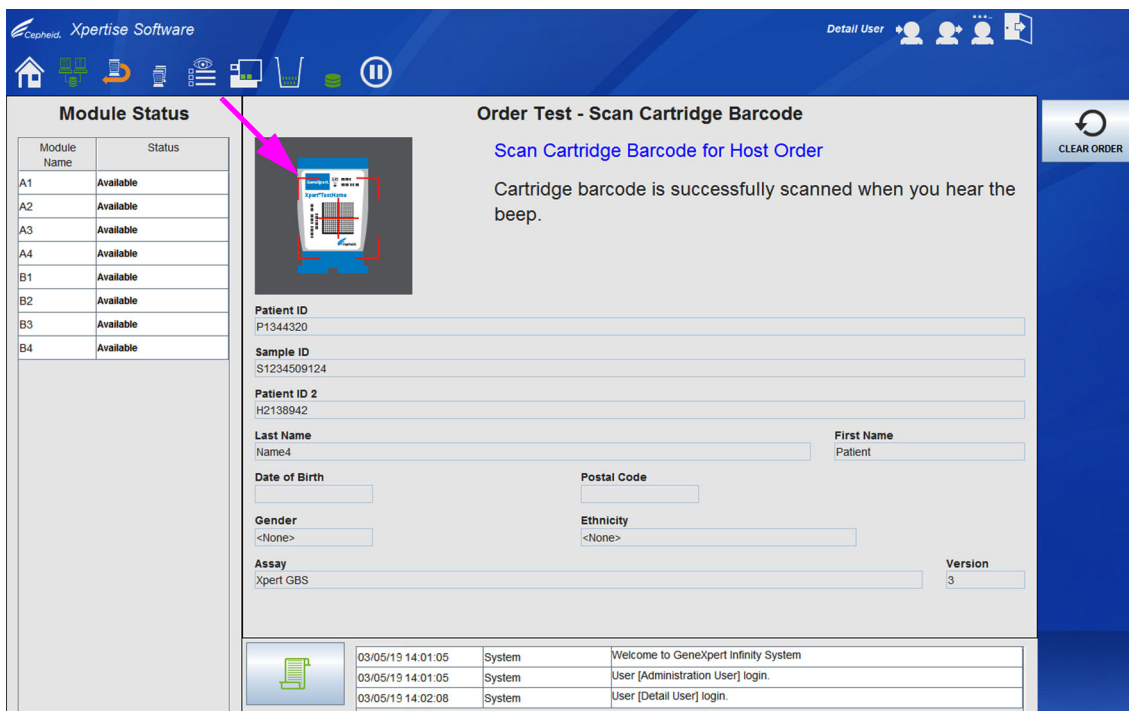 Cepheid. Xpertise Software
Detail User
Module Status
Module Name Status
A1 Available
A2 Available
A3 Available
A4 Available
B1 Available
B2 Available
B3 Available
B4 Available
Order Test - Scan Cartridge Barcode
Scan Cartridge Barcode for Host Order
Cartridge barcode is successfully scanned when you hear the
beep.
GeneXpert
Xpert®TestName
Cepheid.
Patient ID
P1344320
Sample ID
S1234509124
Patient ID 2
H2138942
Last Name First Name
Name4 Patient
Date of Birth Postal Code
Gender Ethnicity
<None> <None>
Assay Version
Xpert GBS 3
CLEAR ORDER
03/05/19 14:01:05 System Welcome to GeneXpert Infinity System
03/05/19 14:01:05 System User [Administration User] login.
03/05/19 14:02:08 System User [Detail User] login.